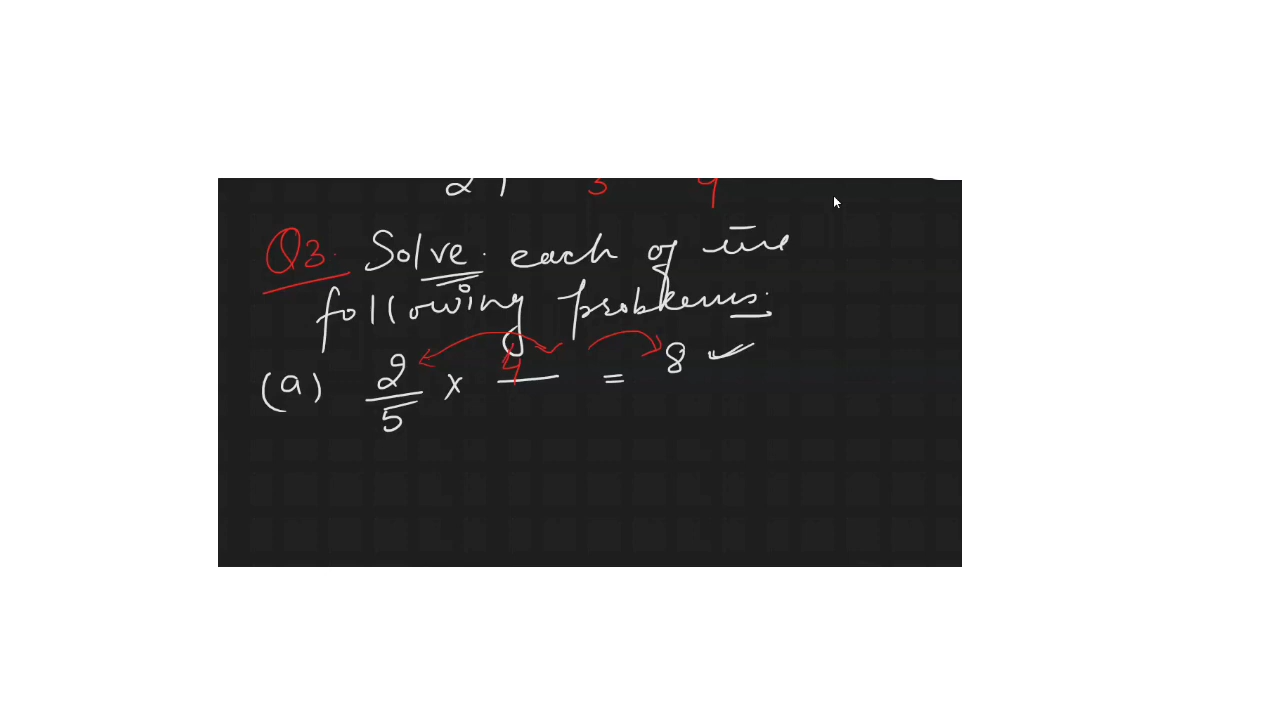 Q3. Solve each of the
following problems.
(a) 2/5 × 4/ = 8